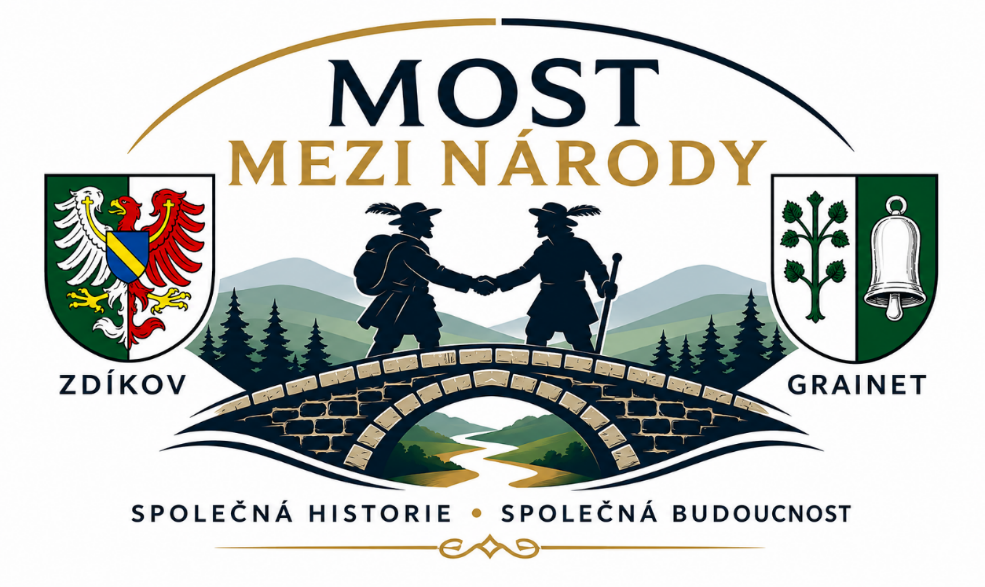 MOST
MEZI NÁRODY
ZDÍKOV
GRAINET
SPOLEČNÁ HISTORIE • SPOLEČNÁ BUDOUCNOST